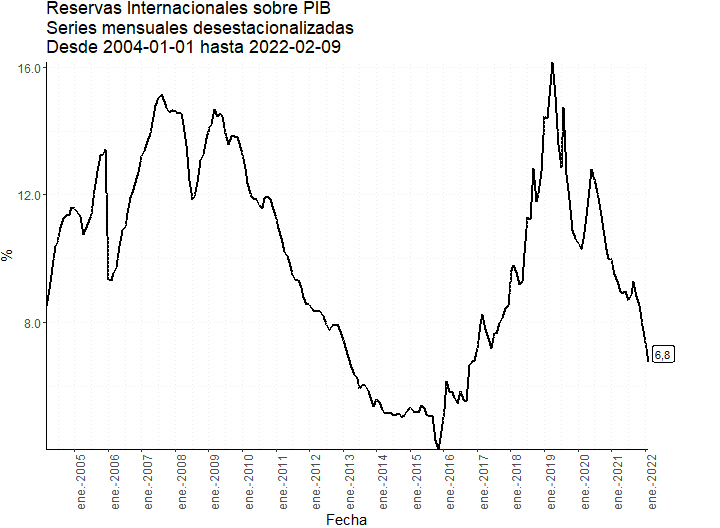 Reservas Internacionales sobre PIB
Series mensuales desestacionalizadas
Desde 2004-01-01 hasta 2022-02-09
16.0
12.0
8.0
%
6,8
ene.-2005
ene.-2006
ene.-2007
ene.-2008
ene.-2009
ene.-2010
ene.-2011
ene.-2012
ene.-2013
ene.-2014
ene.-2015
ene.-2016
ene.-2017
ene.-2018
ene.-2019
ene.-2020
ene.-2021
ene.-2022
Fecha